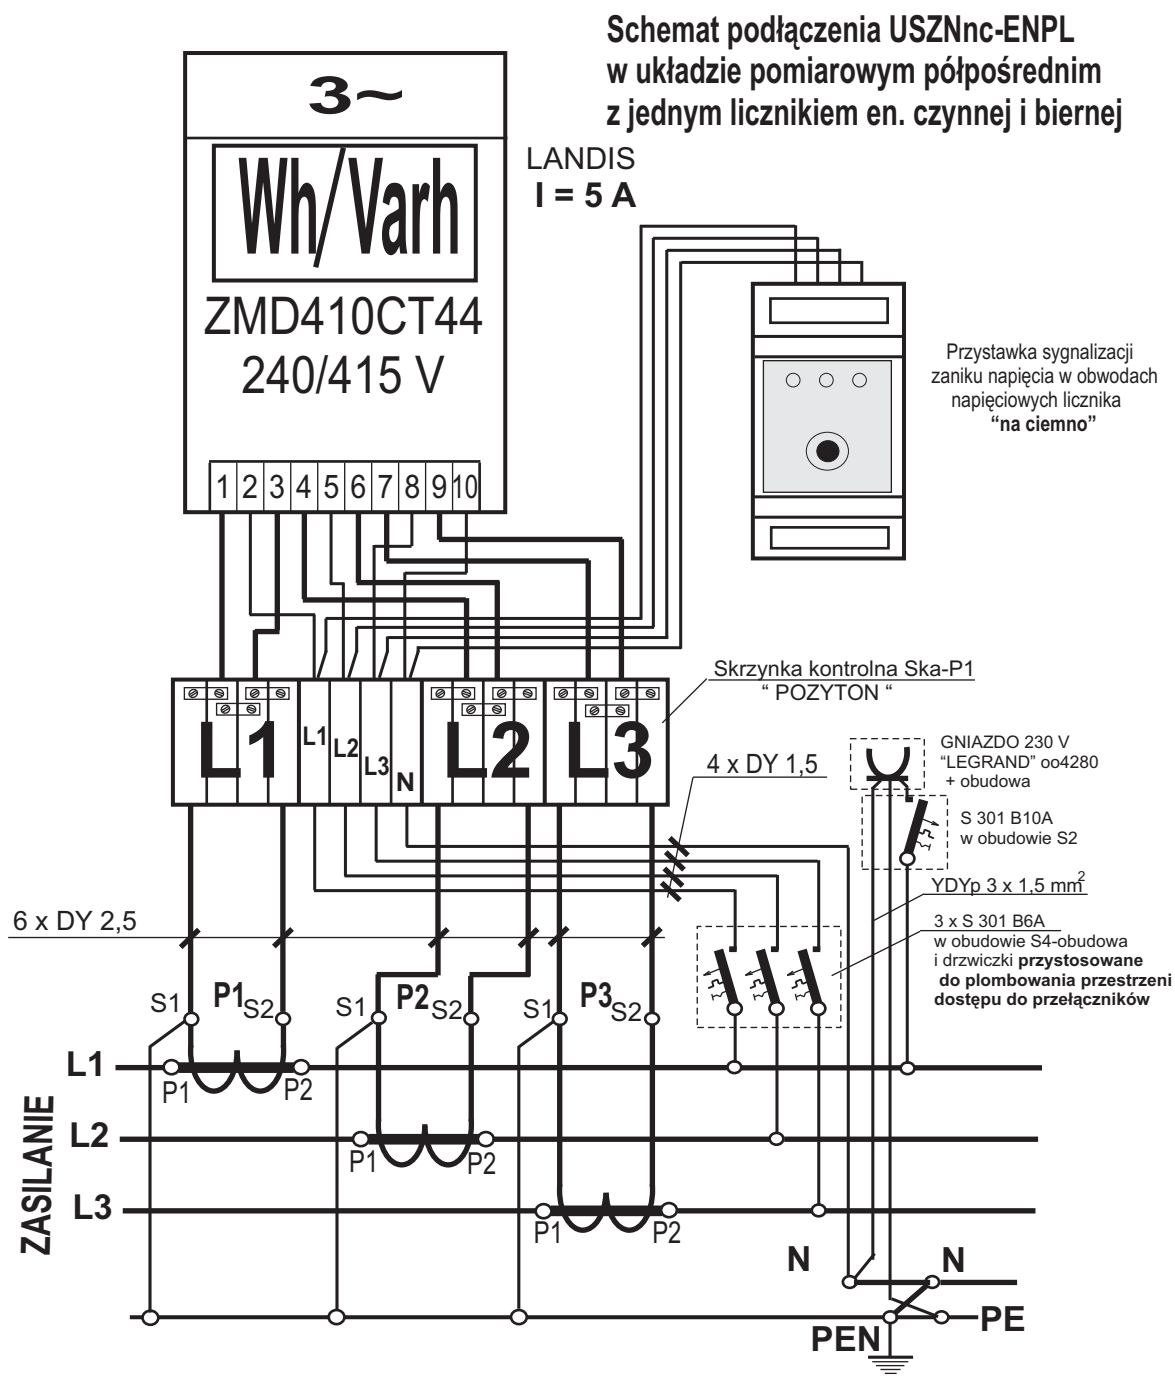 Schemat podłączenia USZNnc-ENPL
w układzie pomiarowym półpośrednim
z jednym licznikiem en. czynnej i biernej
3~
Wh/Varh
LANDIS
I = 5 A
ZMD410CT44
240/415 V
1 2 3 4 5 6 7 8 9 10
Przystawka sygnalizacji
zaniku napięcia w obwodach
napięciowych licznika
“na ciemno”
Skrzynka kontrolna Ska-P1
“ POZYTON “
L1 L1 L2 L3 N L2 L3
4 x DY 1,5
GNIAZDO 230 V
“LEGRAND” oo4280
+ obudowa
S 301 B10A
w obudowie S2
YDYp 3 x 1,5 mm2
6 x DY 2,5
3 x S 301 B6A
w obudowie S4-obudowa
i drzwiczki przystosowane
do plombowania przestrzeni
dostępu do przełączników
S1 P1 S2 S1 P2 S2 S1 P3 S2
L1
P1 P2
L2
P1 P2
L3
P1 P2
ZASILANIE
N N
PE
PEN